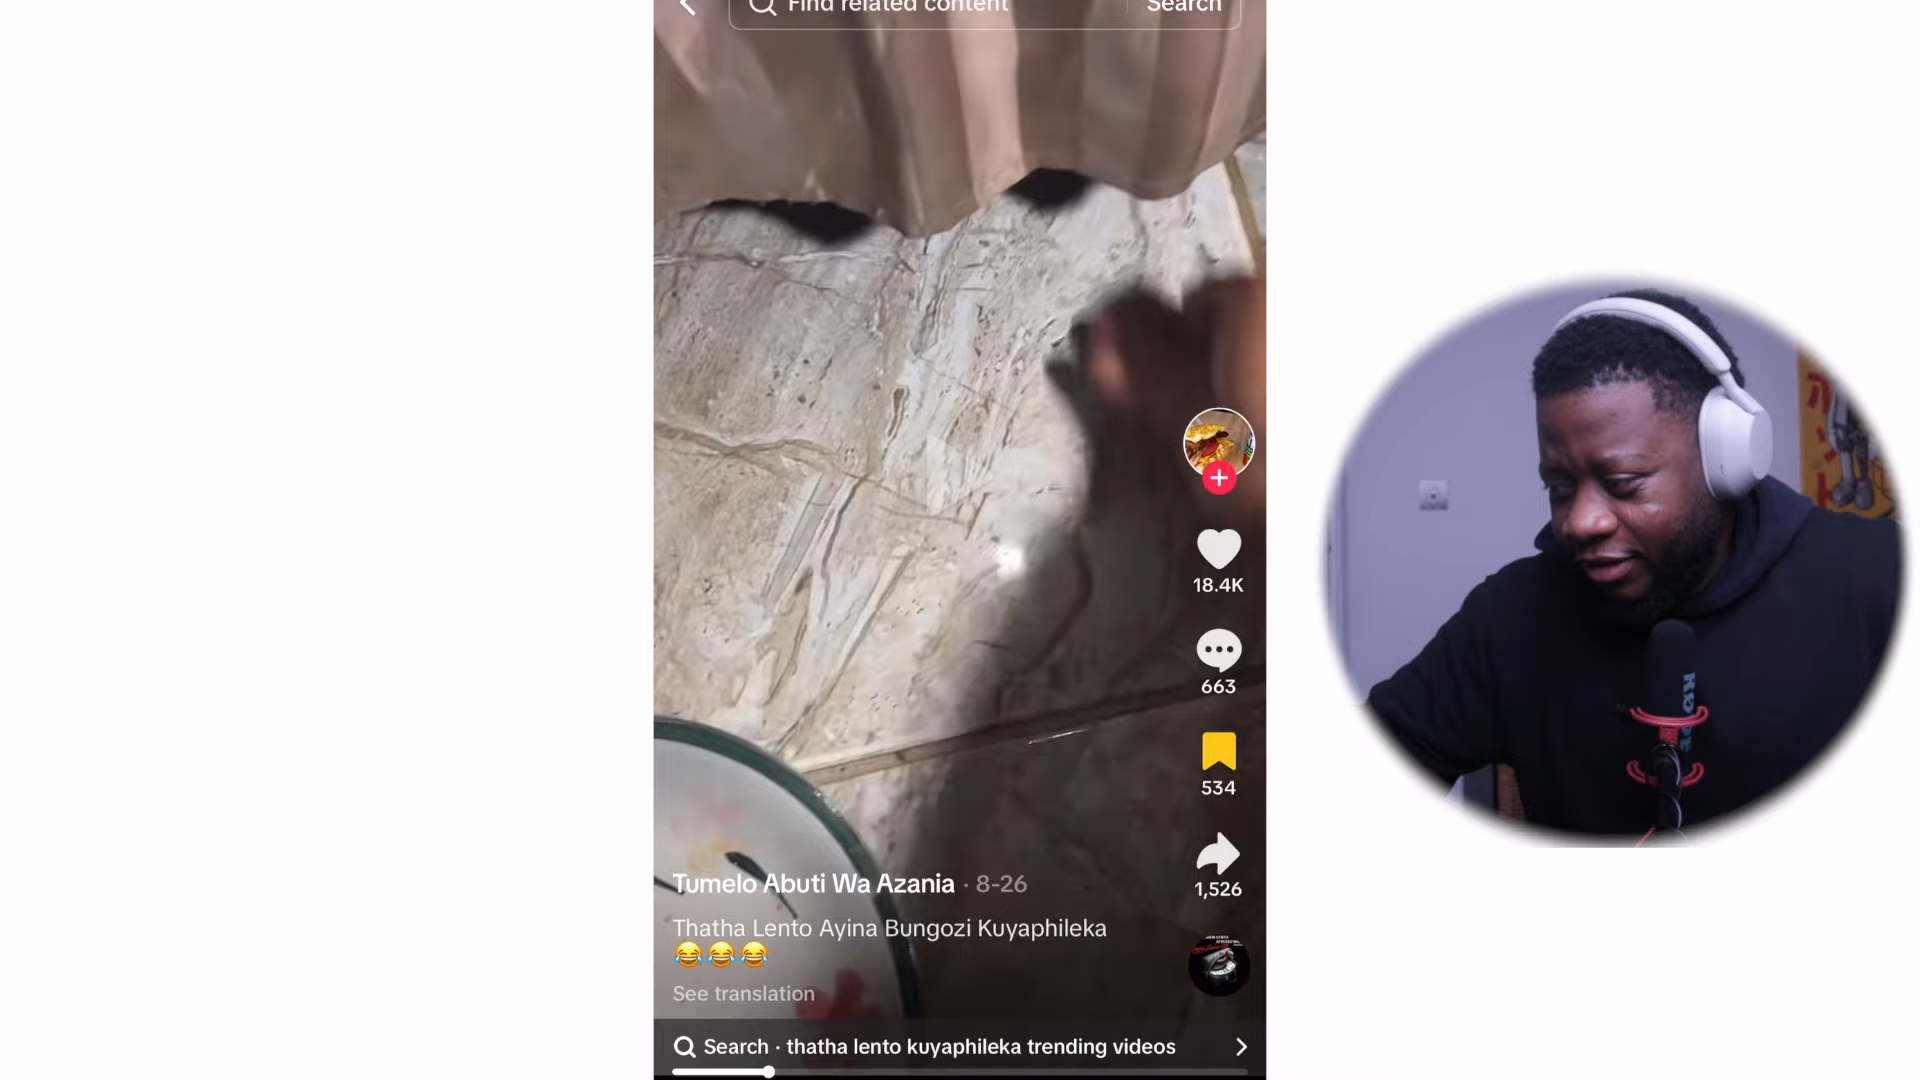 Find related content
Search
18.4K
663
534
1,526
Tumelo Abuti Wa Azania · 8-26
Thatha Lento Ayina Bungozi Kuyaphileka
😂😂😂
See translation
Search · thatha lento kuyaphileka trending videos